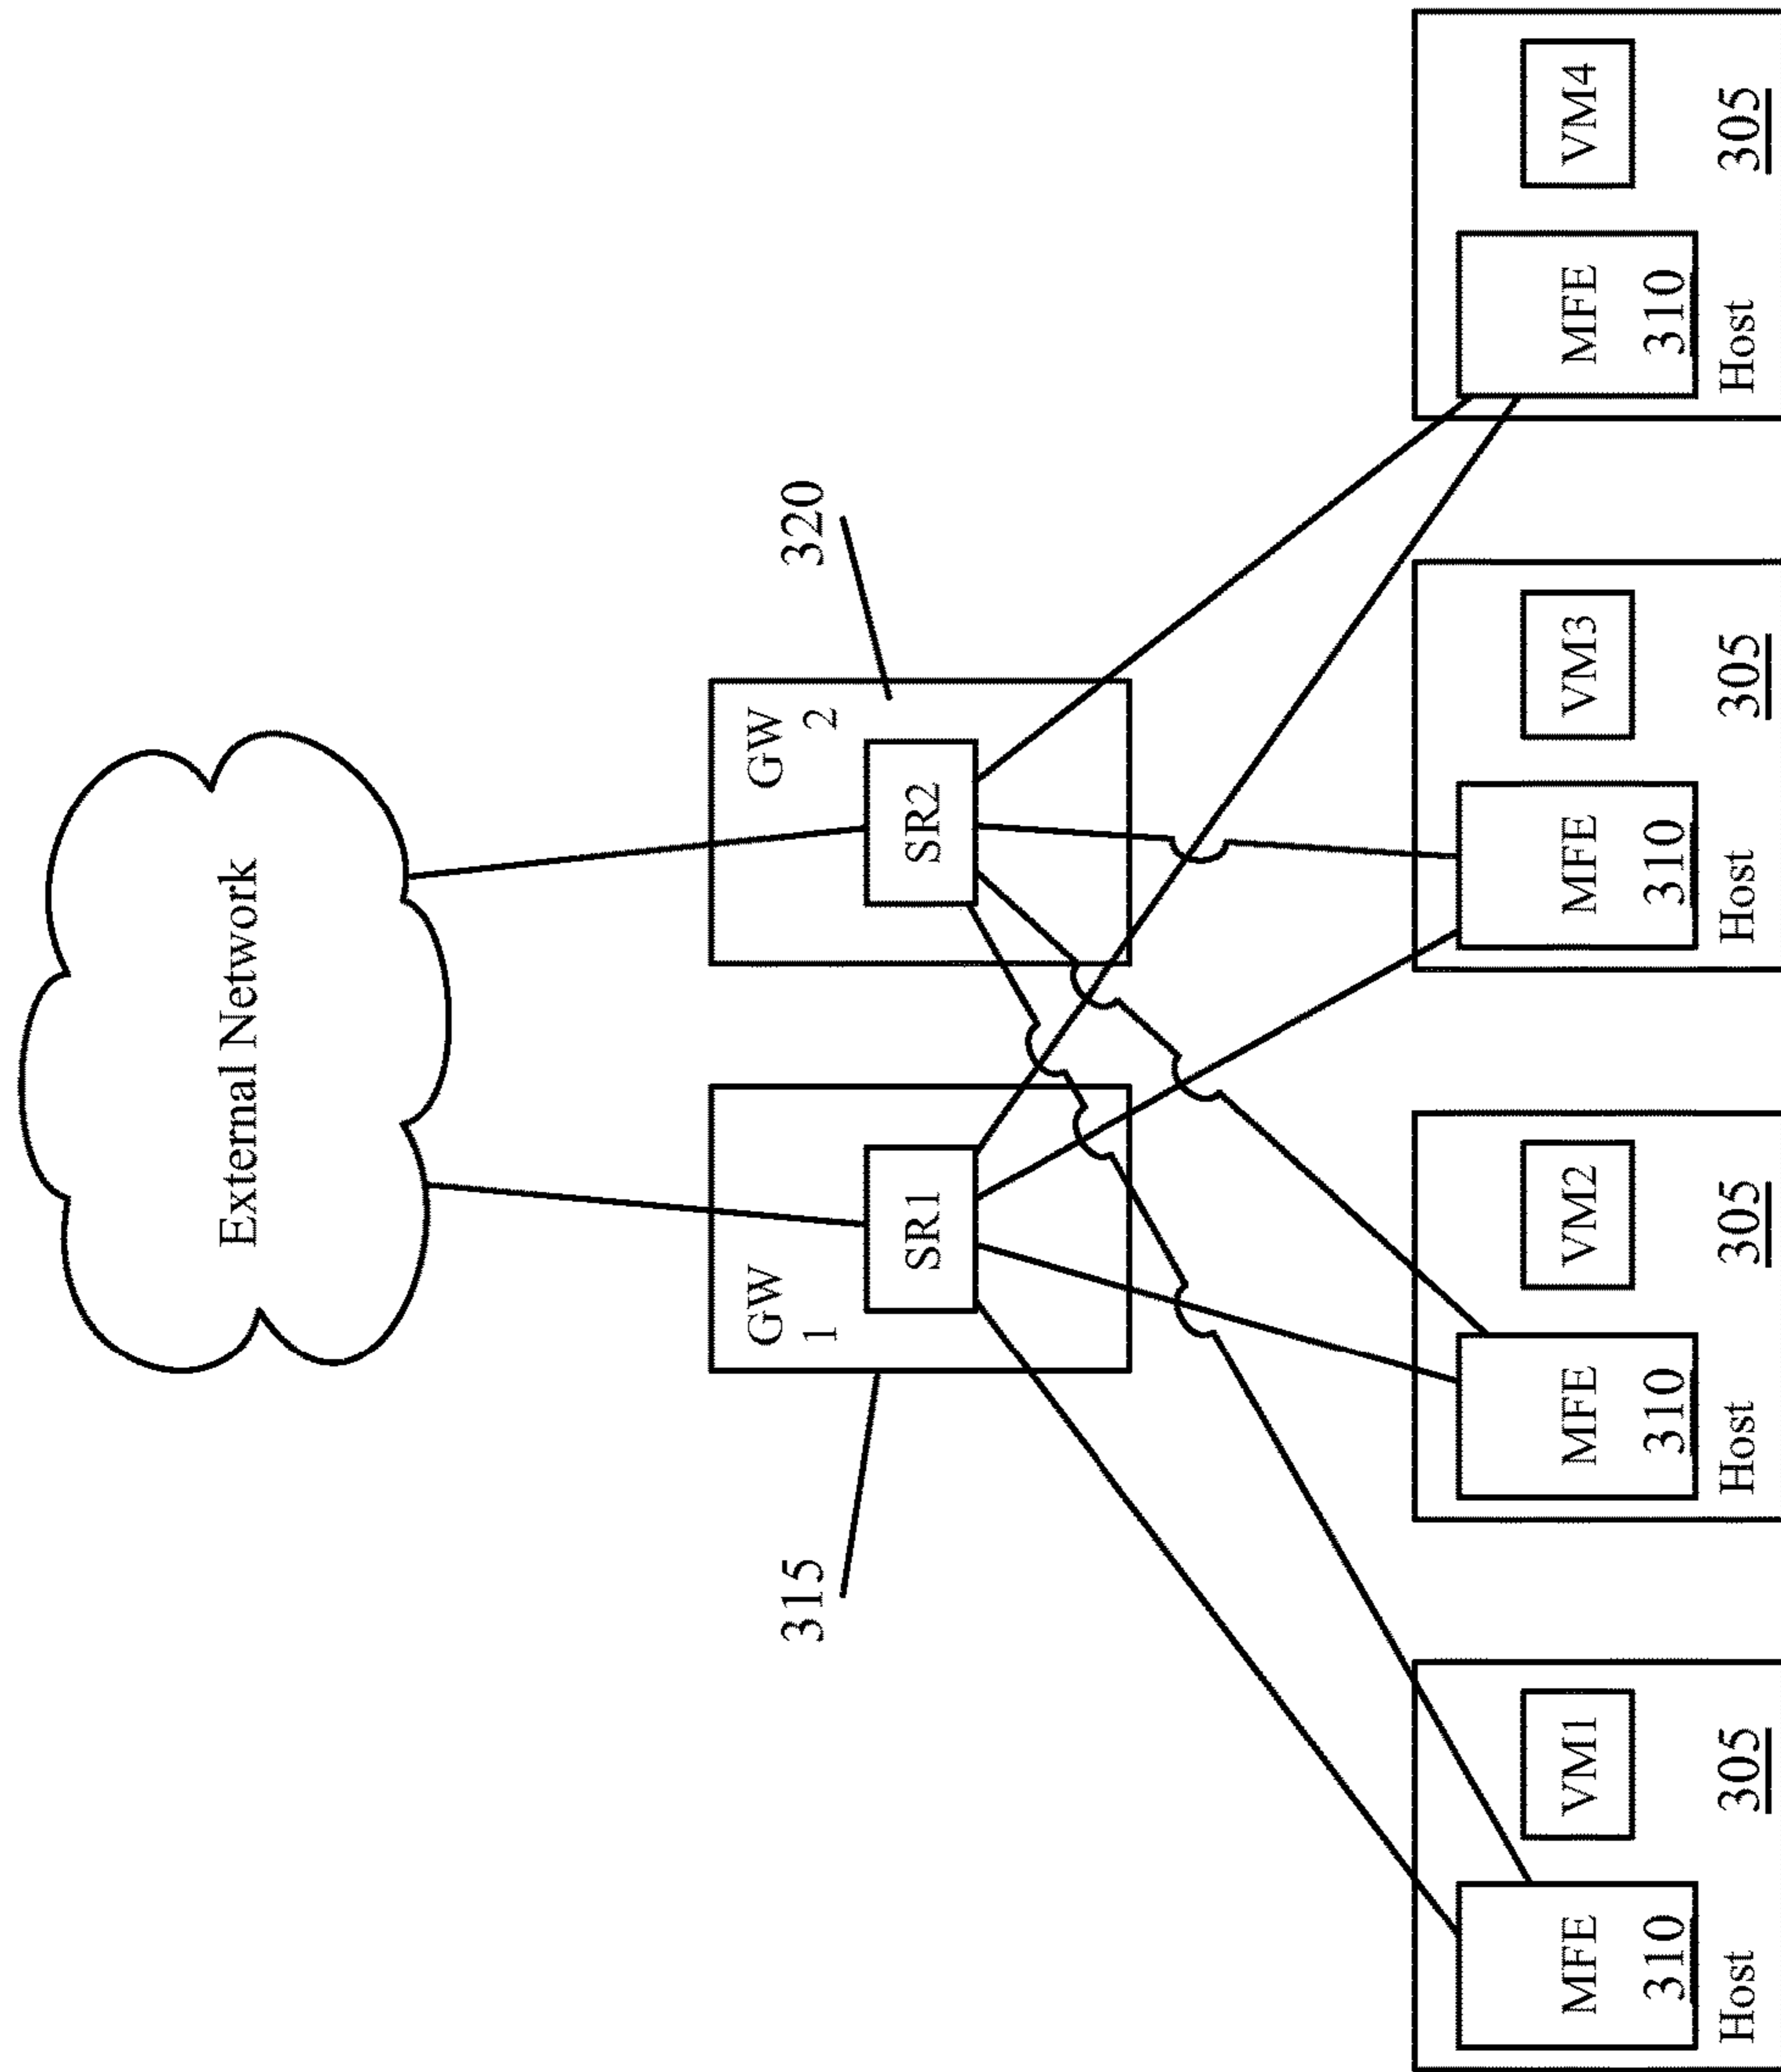 External Network
GW
1
SR1
315
GW
2
SR2
320
MFE
310
VM1
Host
305
MFE
310
VM2
Host
305
MFE
310
VM3
Host
305
MFE
310
VM4
Host
305